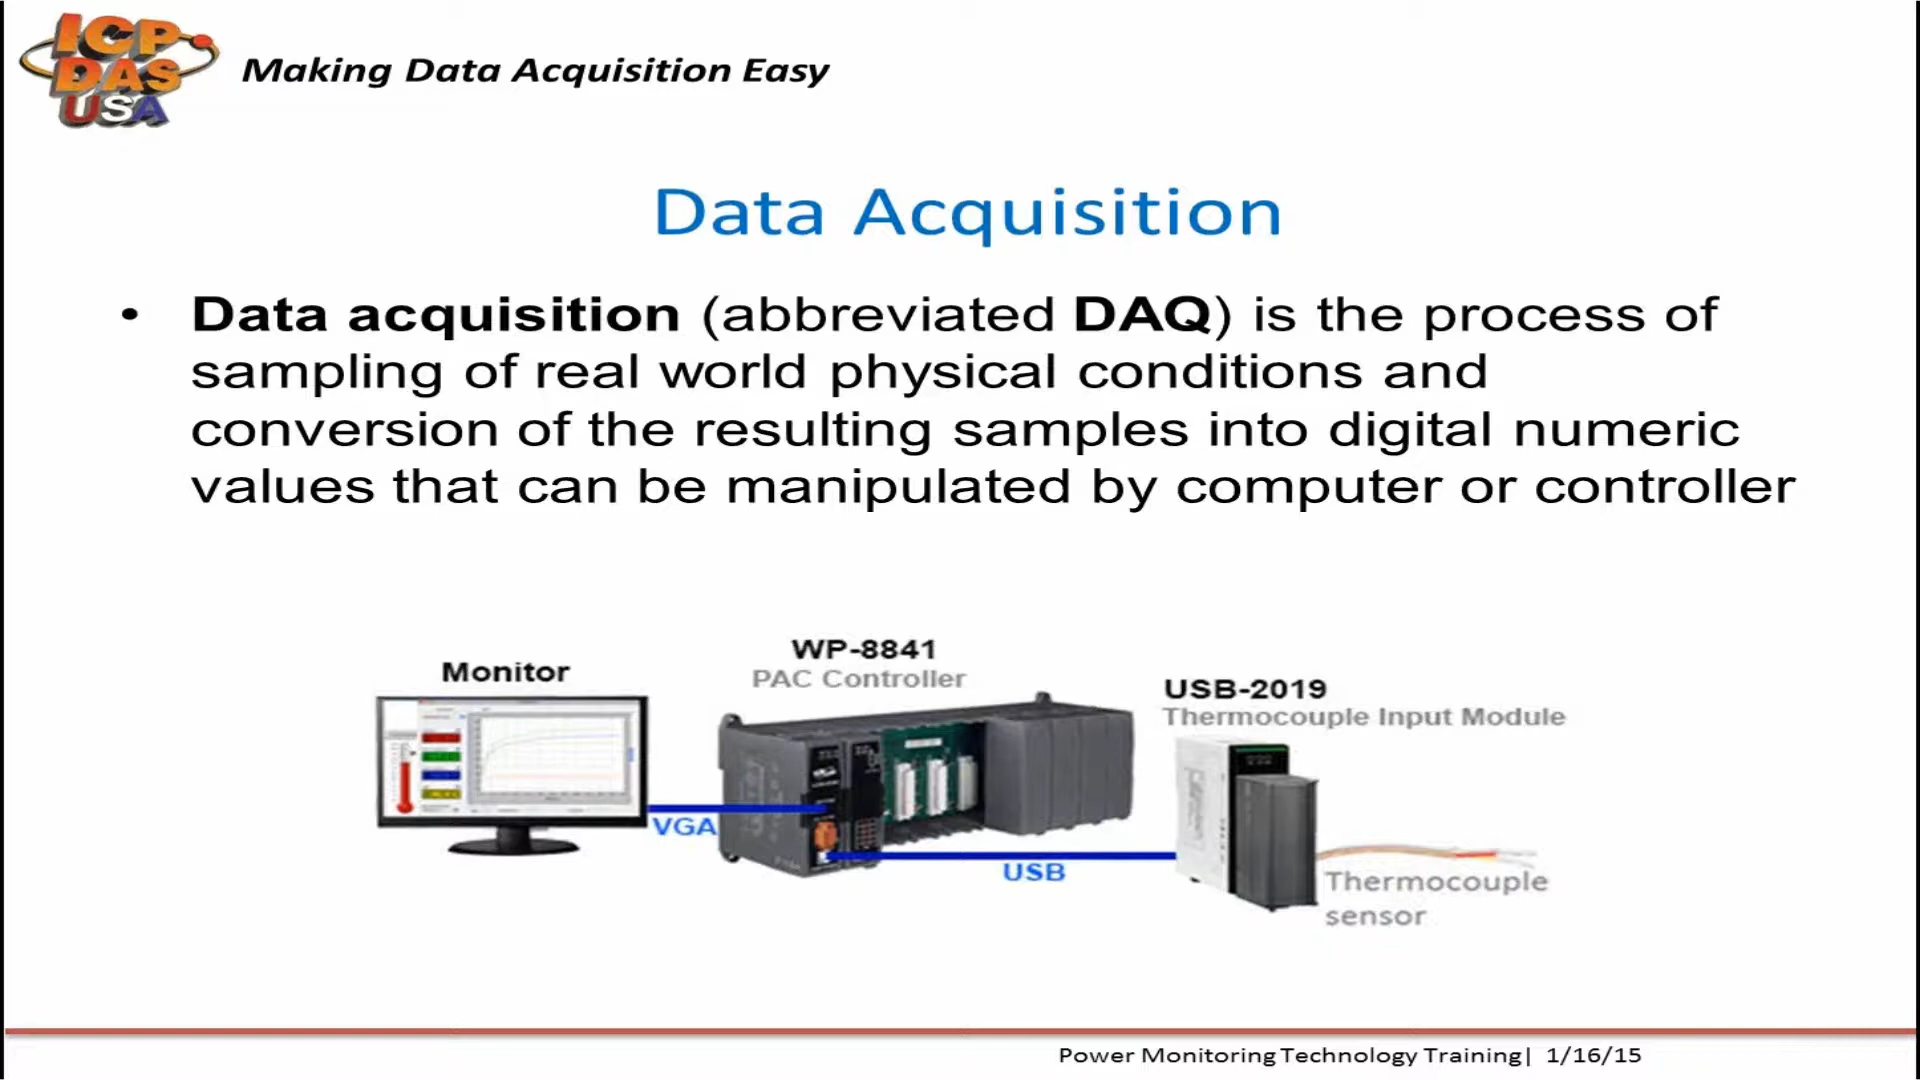 ICP
DAS
USA
Making Data Acquisition Easy
Data Acquisition
• Data acquisition (abbreviated DAQ) is the process of
sampling of real world physical conditions and
conversion of the resulting samples into digital numeric
values that can be manipulated by computer or controller
Monitor
WP-8841
PAC Controller
USB-2019
Thermocouple Input Module
VGA
USB
Thermocouple
sensor
Power Monitoring Technology Training| 1/16/15